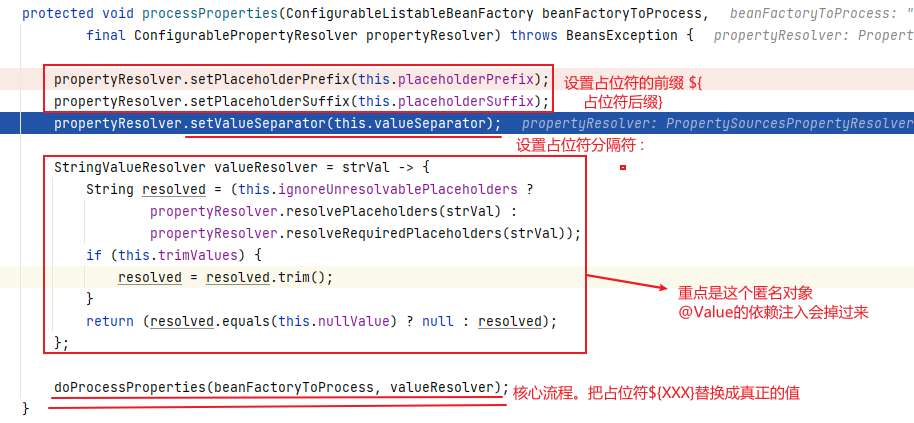 protected void processProperties(ConfigurableListableBeanFactory beanFactoryToProcess, beanFactoryToProcess: "
final ConfigurablePropertyResolver propertyResolver) throws BeansException { propertyResolver: Propert
propertyResolver.setPlaceholderPrefix(this.placeholderPrefix); 设置占位符的前缀 ${
propertyResolver.setPlaceholderSuffix(this.placeholderSuffix); 占位符后缀}
propertyResolver.setValueSeparator(this.valueSeparator); propertyResolver: PropertySourcesPropertyResolver
设置占位符分隔符 :
StringValueResolver valueResolver = strVal -> {
String resolved = (this.ignoreUnresolvablePlaceholders ?
propertyResolver.resolvePlaceholders(strVal) :
propertyResolver.resolveRequiredPlaceholders(strVal));
if (this.trimValues) {
resolved = resolved.trim();
}
重点是这个匿名对象
@Value的依赖注入会掉过来
return (resolved.equals(this.nullValue) ? null : resolved);
};
doProcessProperties(beanFactoryToProcess, valueResolver); 核心流程。把占位符${XXX}替换成真正的值
}